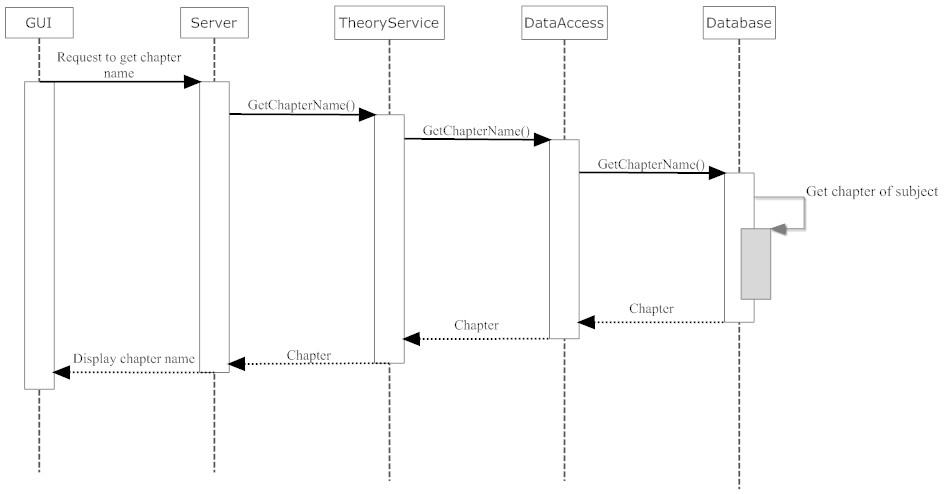 GUI
Server
TheoryService
DataAccess
Database
Request to get chapter
name
GetChapterName()
GetChapterName()
GetChapterName()
Get chapter of subject
Chapter
Chapter
Chapter
Display chapter name